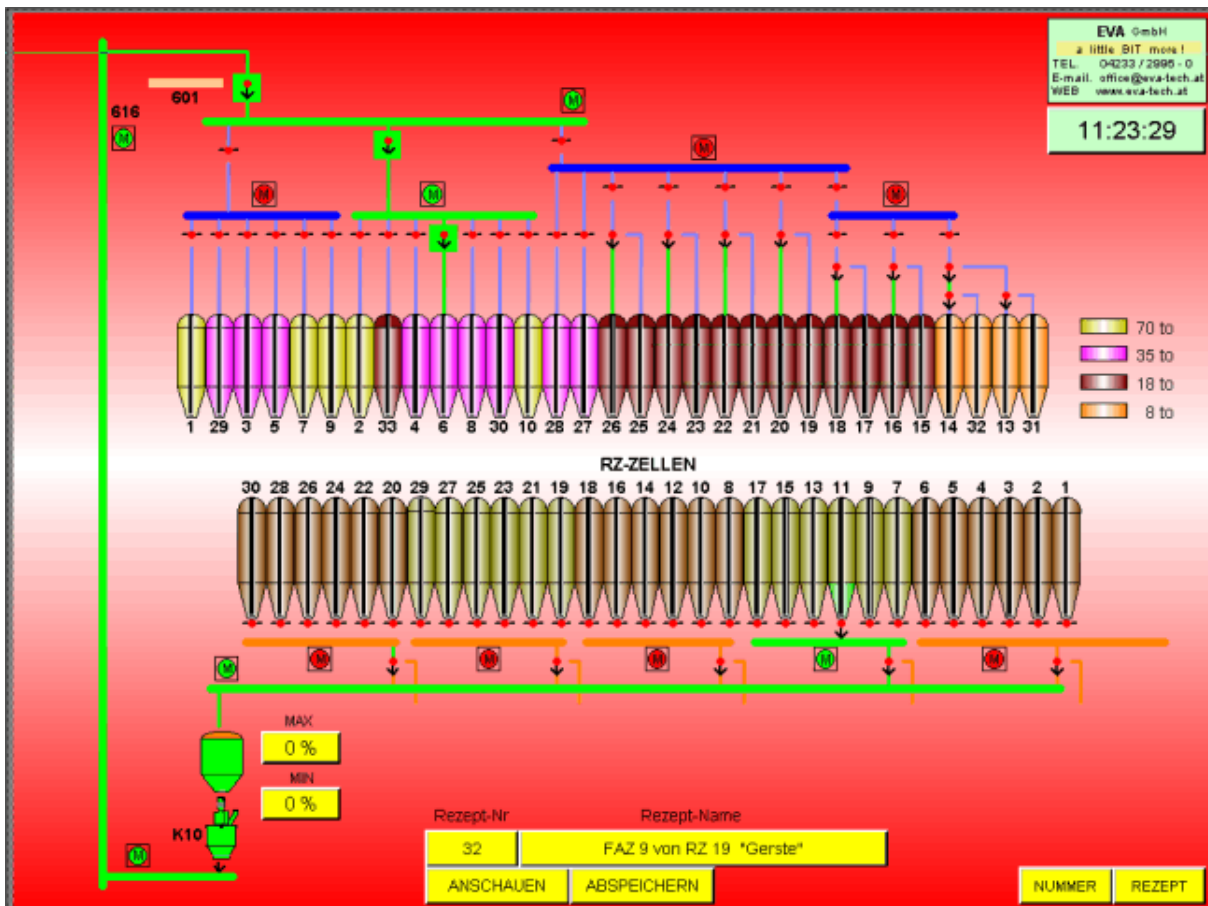 EVA GmbH
a little BIT more !
TEL. 04233 / 2995 - 0
E-mail. office@eva-tech.at
WEB www.eva-tech.at
11:23:29
601
616
M
M
M
M
M
M
70 to
35 to
18 to
8 to
1 29 3 5 7 9 2 33 4 6 8 30 10 28 27 26 24 23 22 21 20 19 18 17 16 15 14 32 13 31
RZ-ZELLEN
30 28 26 24 22 20 29 27 25 23 21 19 18 16 14 12 10 8 17 15 13 11 9 7 6 5 4 3 2 1
M
M
M
M
M
M
MAX
0 %
MIN
0 %
K10
M
Rezept-Nr
Rezept-Name
32
FAZ 9 von RZ 19 "Gerste"
ANSCHAUEN
ABSPEICHERN
NUMMER
REZEPT